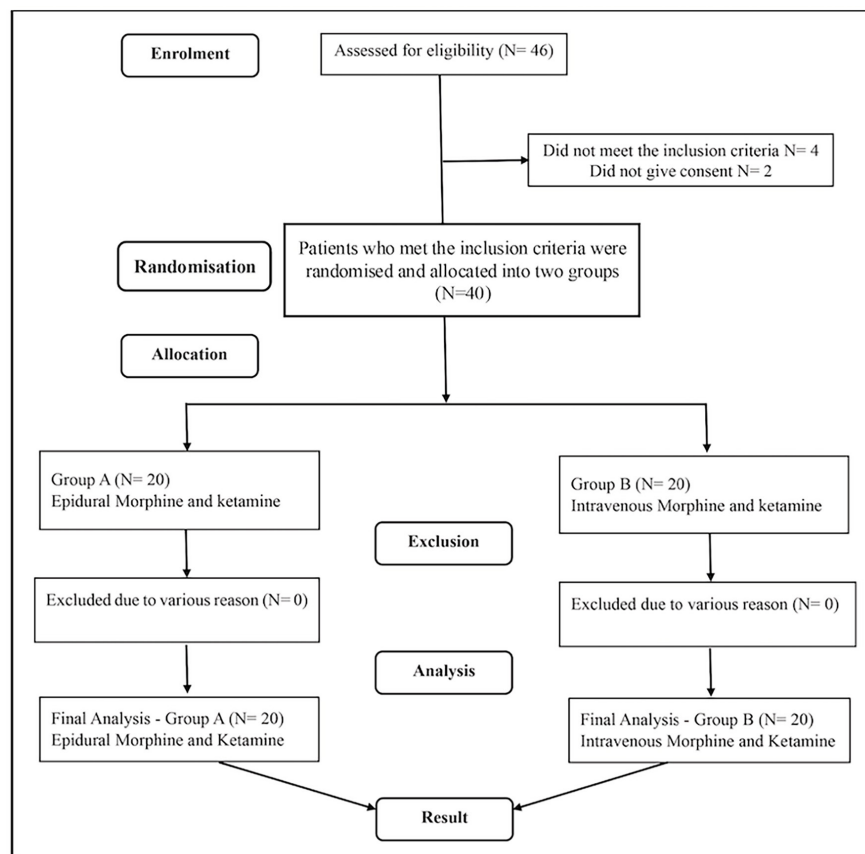 Enrolment
Assessed for eligibility (N= 46)
Did not meet the inclusion criteria N= 4
Did not give consent N= 2
Randomisation
Patients who met the inclusion criteria were
randomised and allocated into two groups
(N=40)
Allocation
Group A (N= 20)
Epidural Morphine and ketamine
Group B (N= 20)
Intravenous Morphine and ketamine
Exclusion
Excluded due to various reason (N= 0)
Excluded due to various reason (N= 0)
Analysis
Final Analysis - Group A (N= 20)
Epidural Morphine and Ketamine
Final Analysis - Group B (N= 20)
Intravenous Morphine and Ketamine
Result